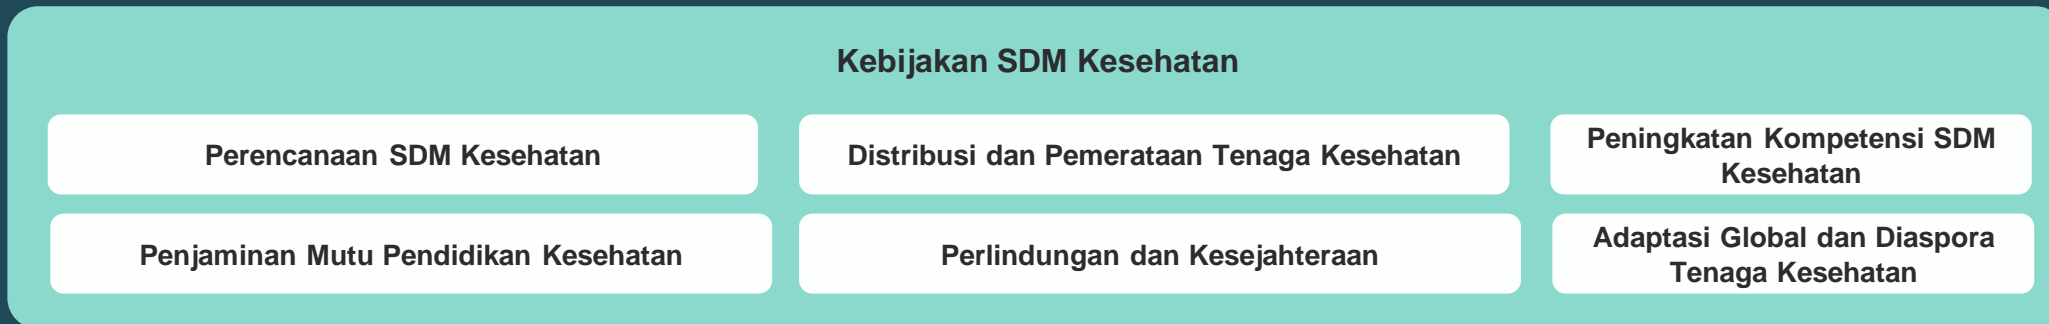 Kebijakan SDM Kesehatan
Perencanaan SDM Kesehatan
Distribusi dan Pemerataan Tenaga Kesehatan
Peningkatan Kompetensi SDM
Kesehatan
Penjaminan Mutu Pendidikan Kesehatan
Perlindungan dan Kesejahteraan
Adaptasi Global dan Diaspora
Tenaga Kesehatan